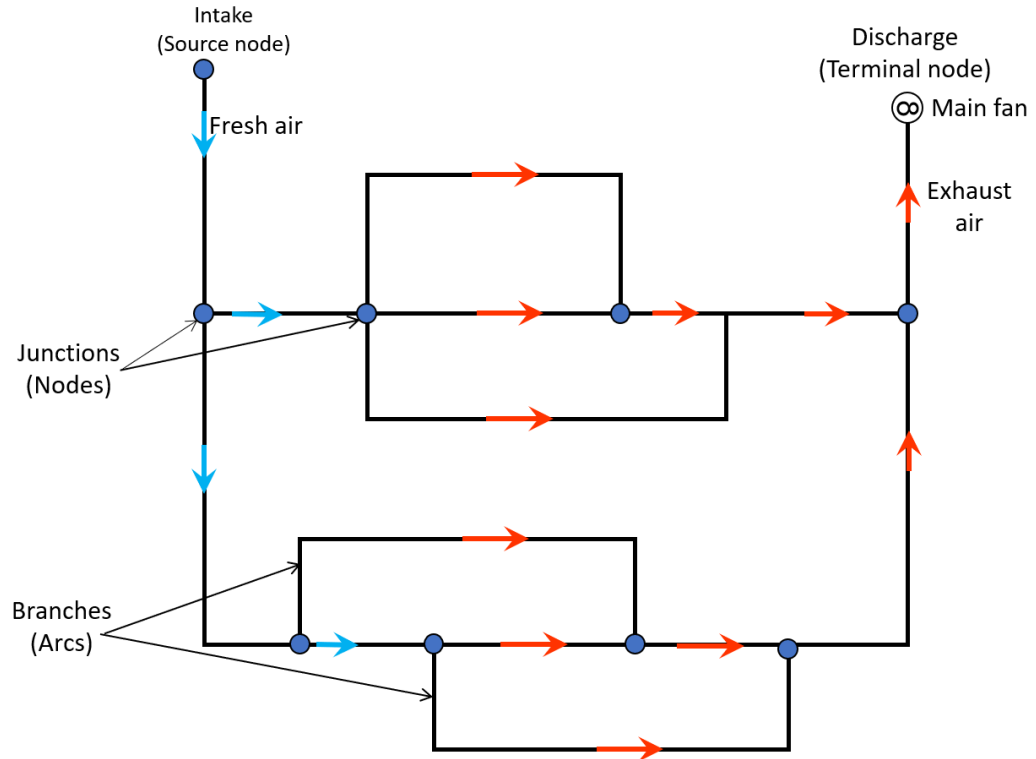 Intake
(Source node)
Discharge
(Terminal node)
Main fan
Fresh air
Exhaust
air
Junctions
(Nodes)
Branches
(Arcs)